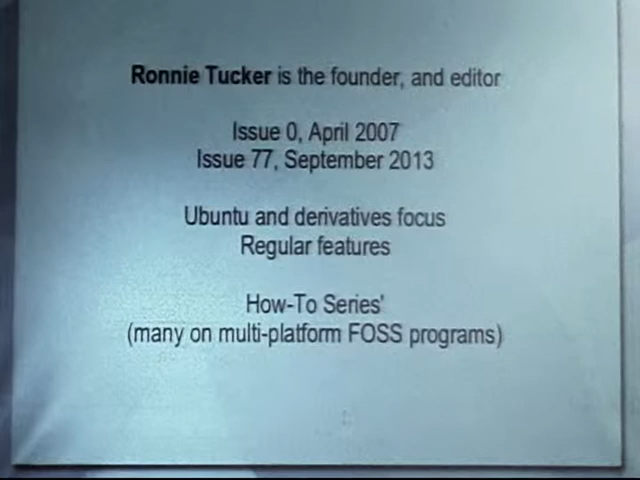 Ronnie Tucker is the founder, and editor
Issue 0, April 2007
Issue 77, September 2013
Ubuntu and derivatives focus
Regular features
How-To Series'
(many on multi-platform FOSS programs)